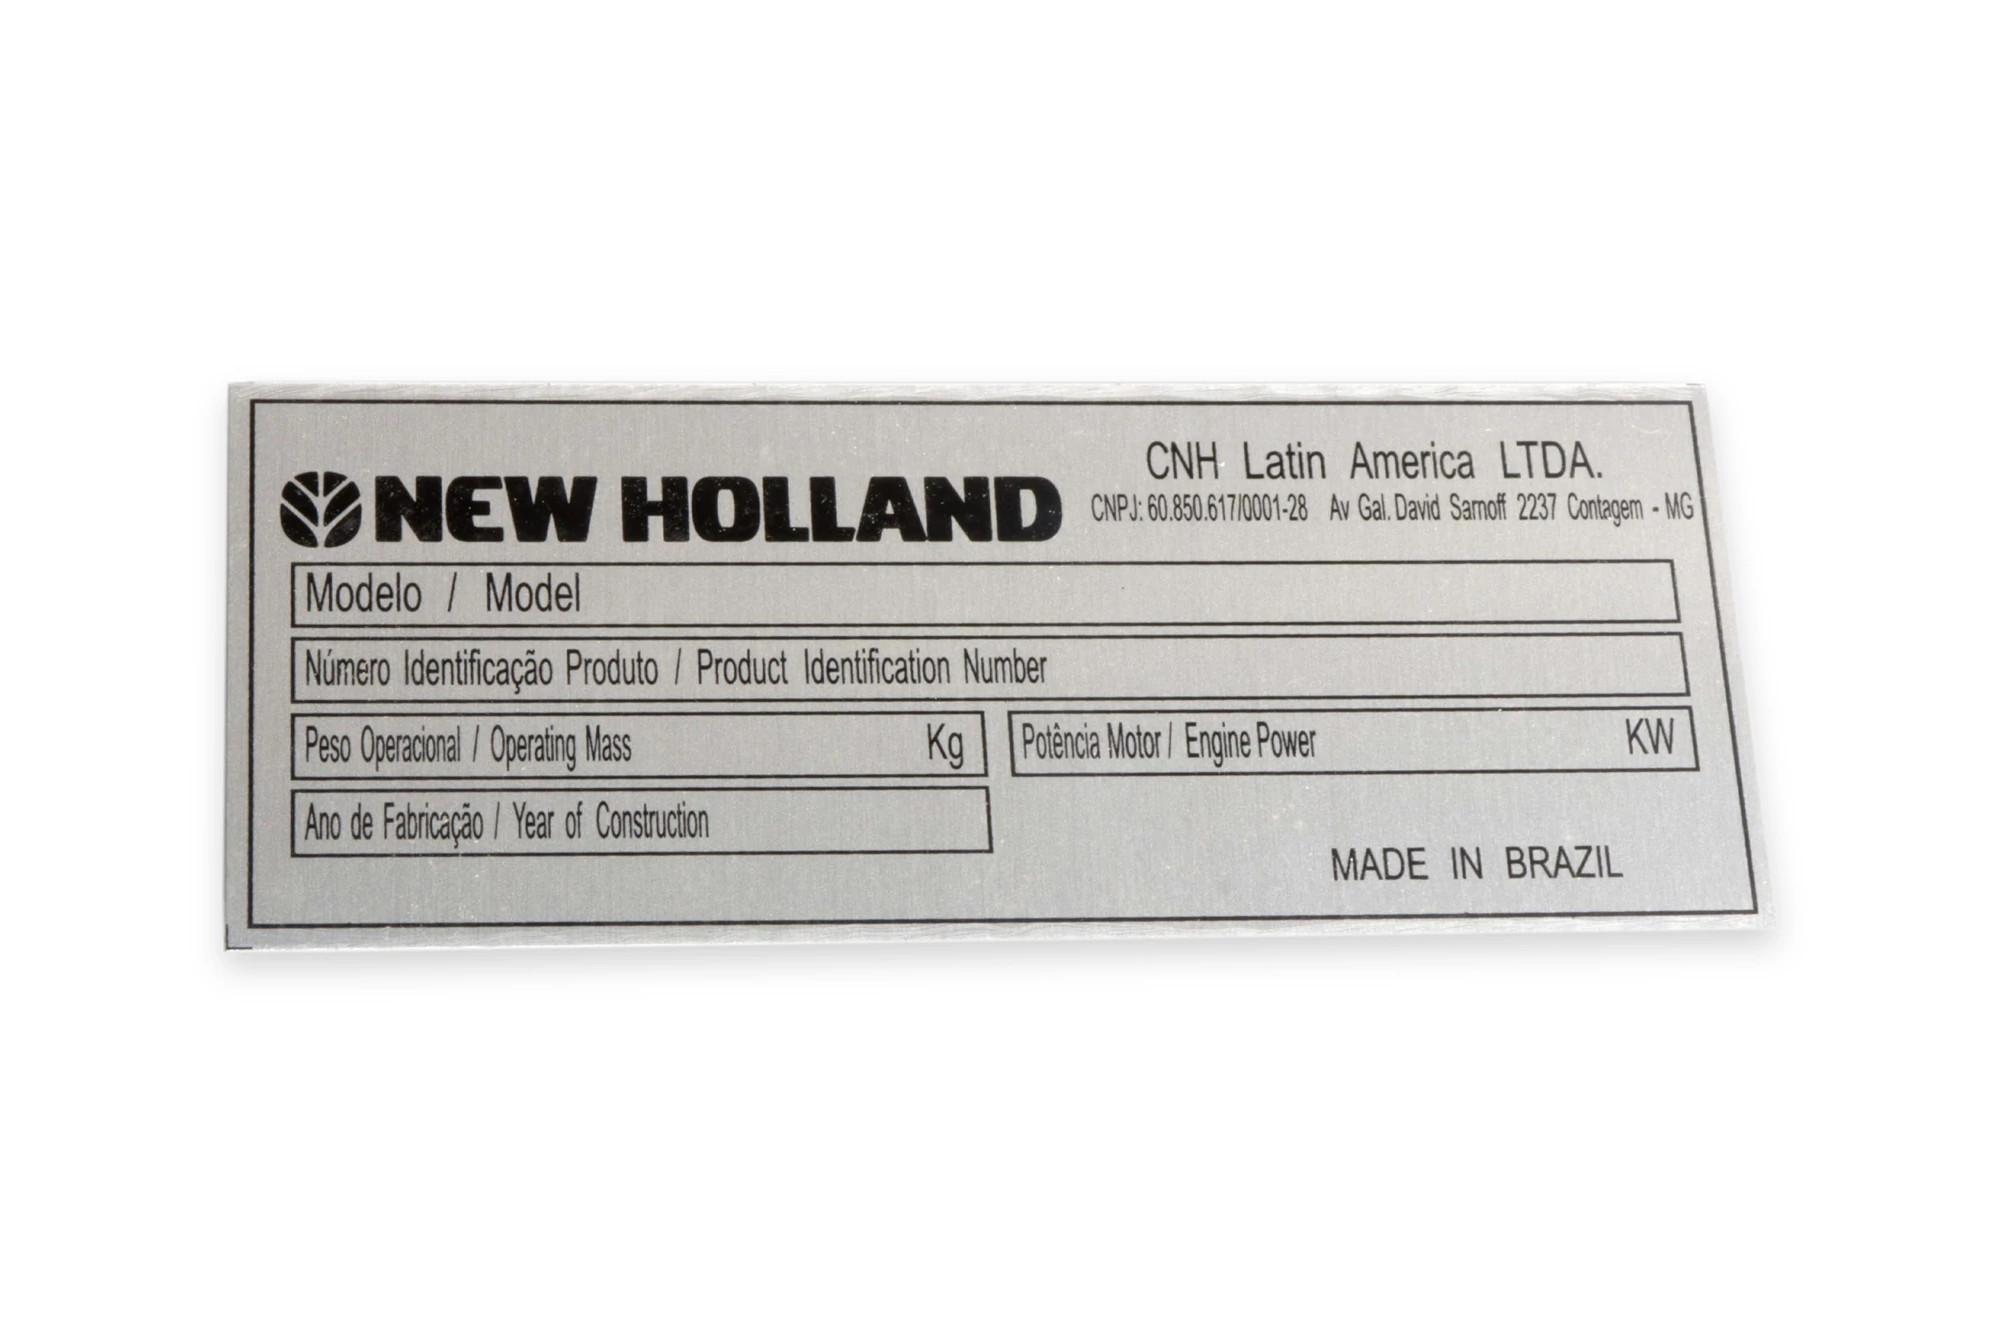 NEW HOLLAND
CNH Latin America LTDA.
CNPJ: 60.850.617/0001-28 Av Gal. David Sarnoff 2237 Contagem - MG
Modelo / Model
Número Identificação Produto / Product Identification Number
Peso Operacional / Operating Mass Kg
Potência Motor / Engine Power KW
Ano de Fabricação / Year of Construction
MADE IN BRAZIL